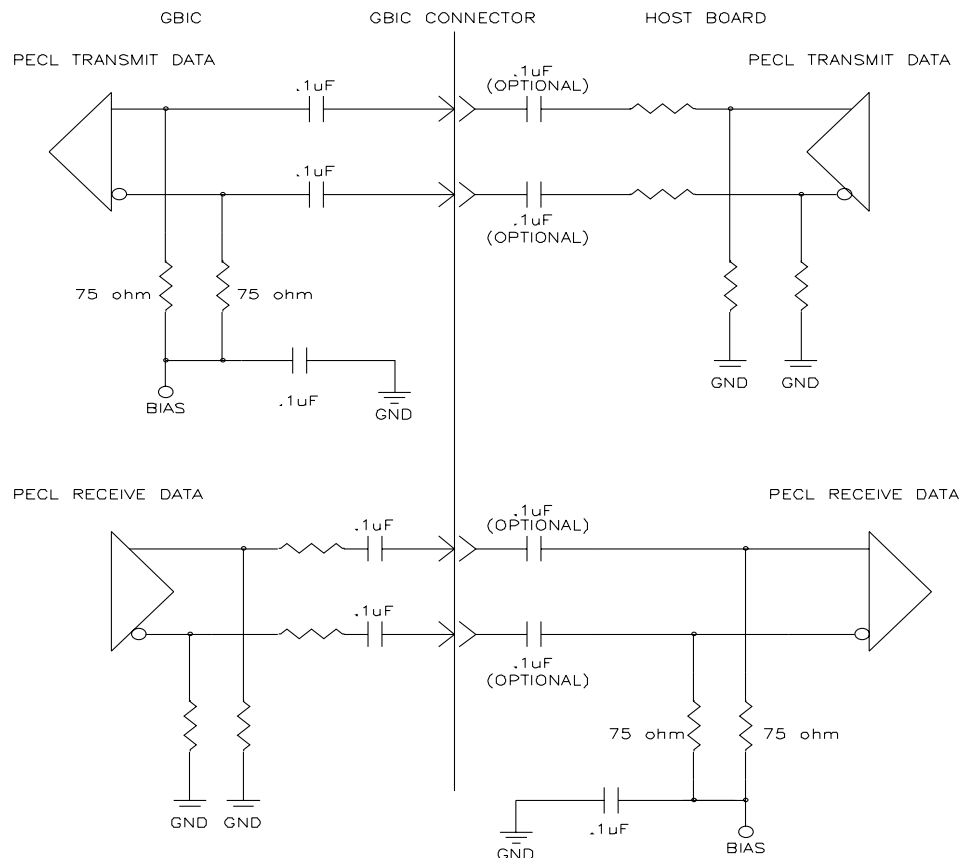 GBIC
GBIC CONNECTOR
HOST BOARD
PECL TRANSMIT DATA
PECL TRANSMIT DATA
.1uF
.1uF
(OPTIONAL)
.1uF
.1uF
(OPTIONAL)
75 ohm
75 ohm
.1uF
BIAS
GND
GND
GND
PECL RECEIVE DATA
PECL RECEIVE DATA
.1uF
.1uF
(OPTIONAL)
.1uF
.1uF
(OPTIONAL)
75 ohm
75 ohm
GND
GND
.1uF
GND
BIAS